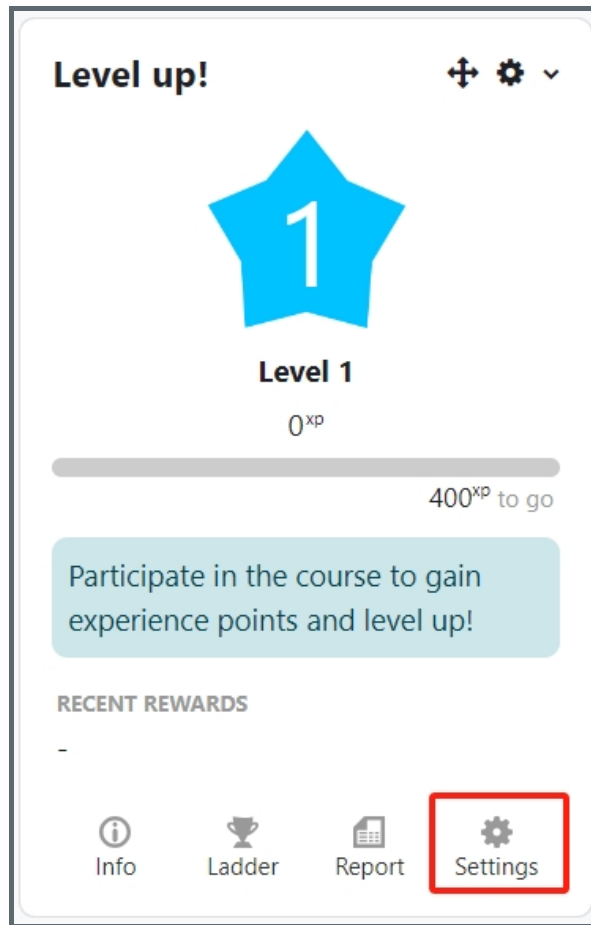 Level up!
1
Level 1
0xp
400xp to go
Participate in the course to gain
experience points and level up!
RECENT REWARDS
-
Info
Ladder
Report
Settings